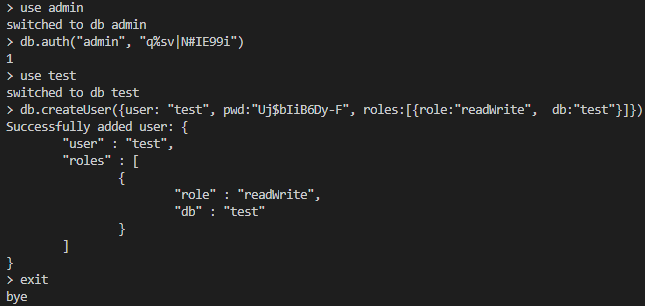 > use admin
switched to db admin
> db.auth("admin", "q%sv|N#IE99i")
1
> use test
switched to db test
> db.createUser({user: "test", pwd:"Uj$bIiB6Dy-F", roles:[{role:"readWrite",  db:"test"}]})
Successfully added user: {
        "user" : "test",
        "roles" : [
                {
                        "role" : "readWrite",
                        "db" : "test"
                }
        ]
}
> exit
bye